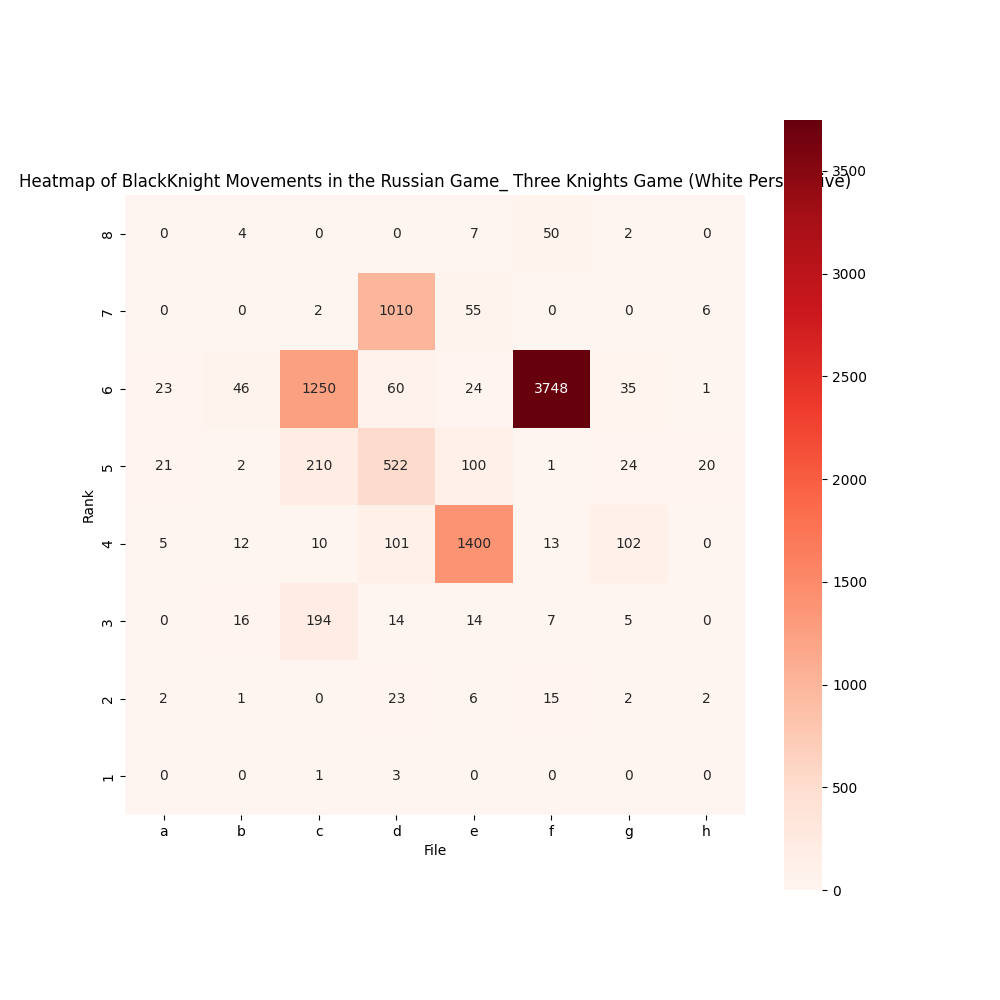 Heatmap of BlackKnight Movements in the Russian Game_ Three Knights Game (White Perspective)
3500
8 0 4 0 0 7 50 2 0
3000
7 0 0 2 1010 55 0 0 6
2500
6 23 46 1250 60 24 3748 35 1
2000
5 21 2 210 522 100 1 24 20
Rank
1500
4 5 12 10 101 1400 13 102 0
1000
3 0 16 194 14 14 7 5 0
2 2 1 0 23 6 15 2 2
500
1 0 0 1 3 0 0 0 0
a b c d e f g h
File
0